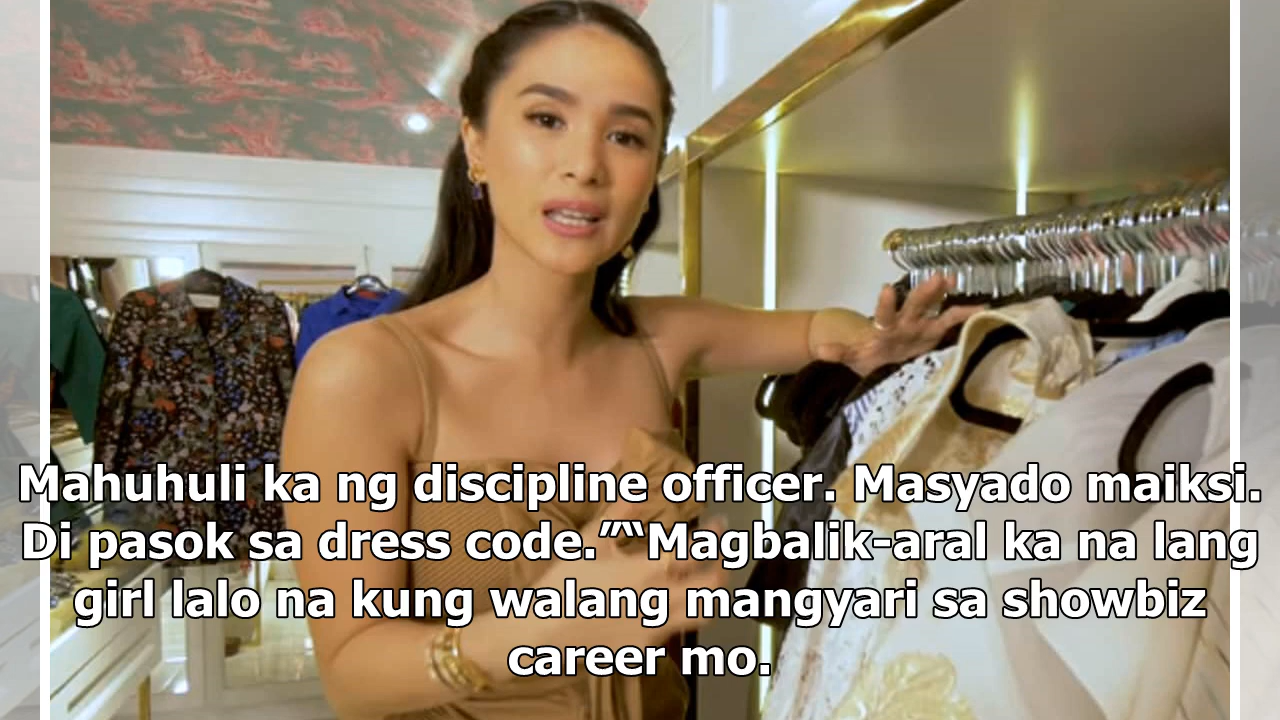 Mahuhuli ka ng discipline officer. Masyado maiksi.
Di pasok sa dress code.”“Magbalik-aral ka na lang
girl lalo na kung walang mangyari sa showbiz
career mo.